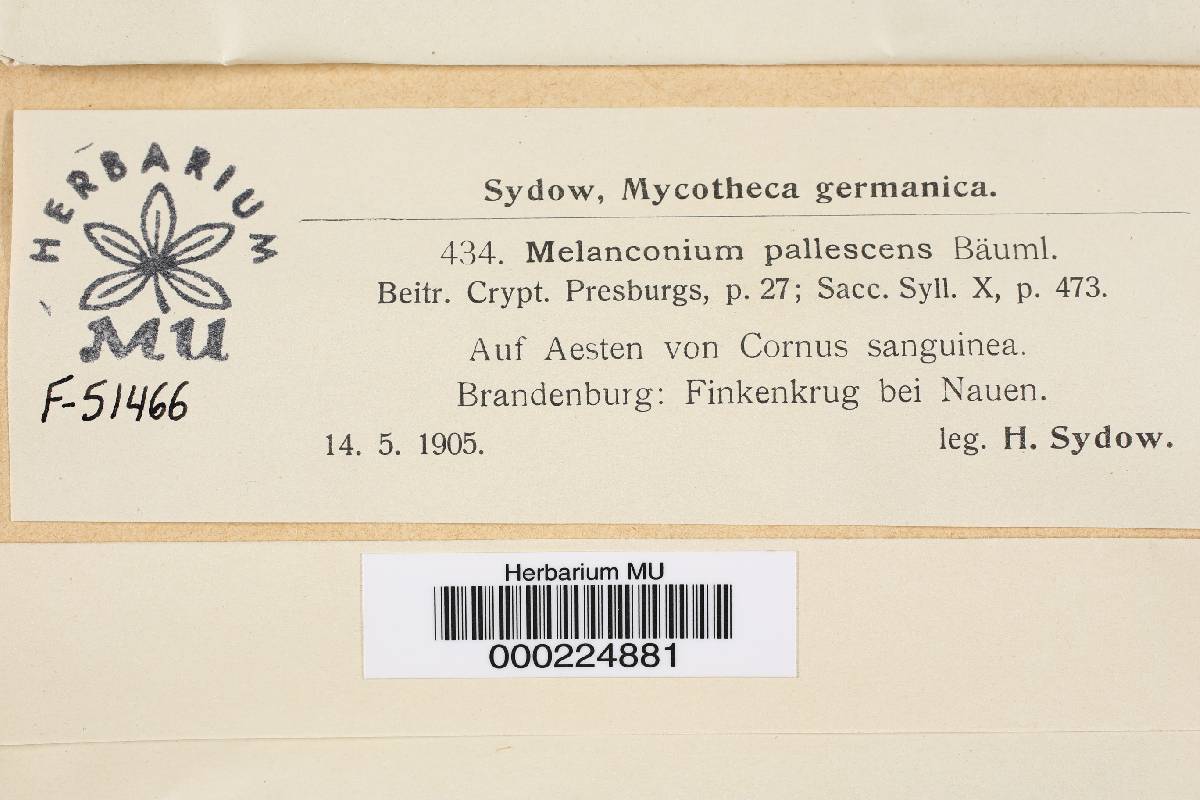 HERBARIUM
MU
F-51466
Sydow, Mycotheca germanica.
434. Melanconium pallescens Bäuml.
Beitr. Crypt. Presburgs, p. 27; Sacc. Syll. X, p. 473.
Auf Aesten von Cornus sanguinea.
Brandenburg: Finkenkrug bei Nauen.
14. 5. 1905. leg. H. Sydow.
Herbarium MU
000224881